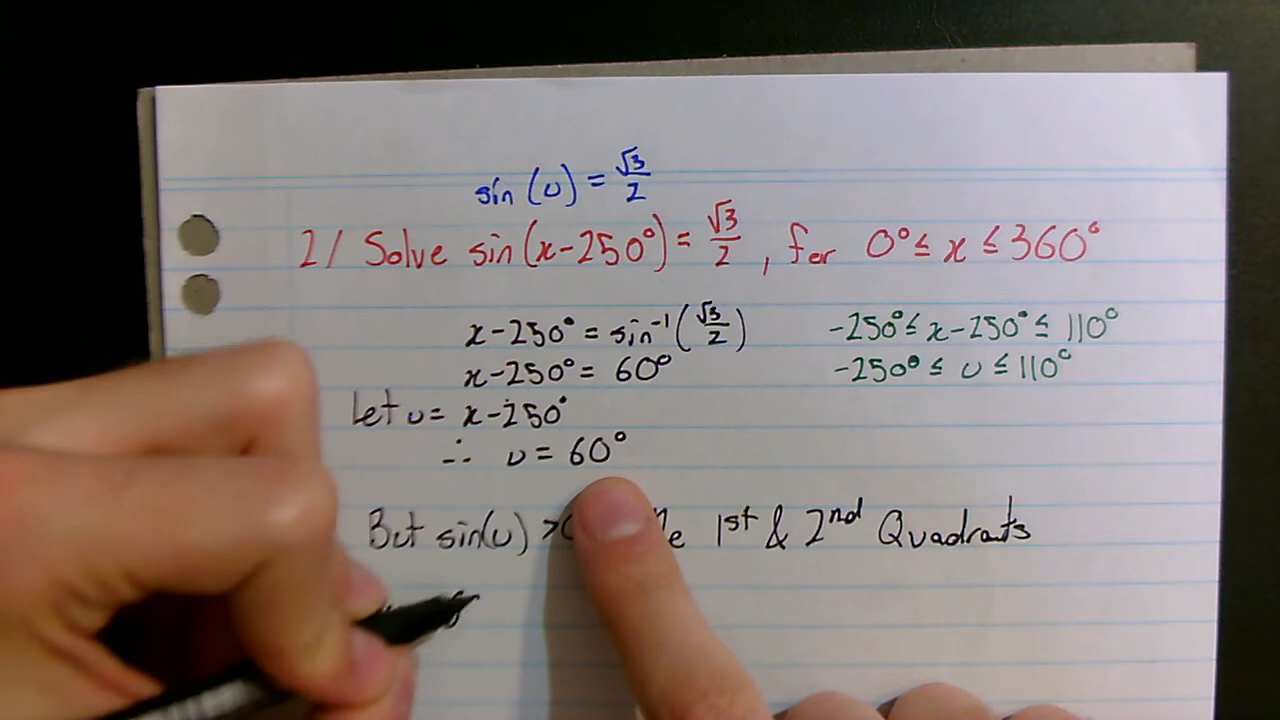 sin (u) = √3/2
2/ Solve sin(x-250°) = √3/2, for 0° ≤ x ≤ 360°
x-250° = sin⁻¹(√3/2) -250° ≤ x-250° ≤ 110°
x-250° = 60° -250° ≤ u ≤ 110°
Let u = x-250°
∴ u = 60°
But sin(u) > 1st & 2nd Quadrants